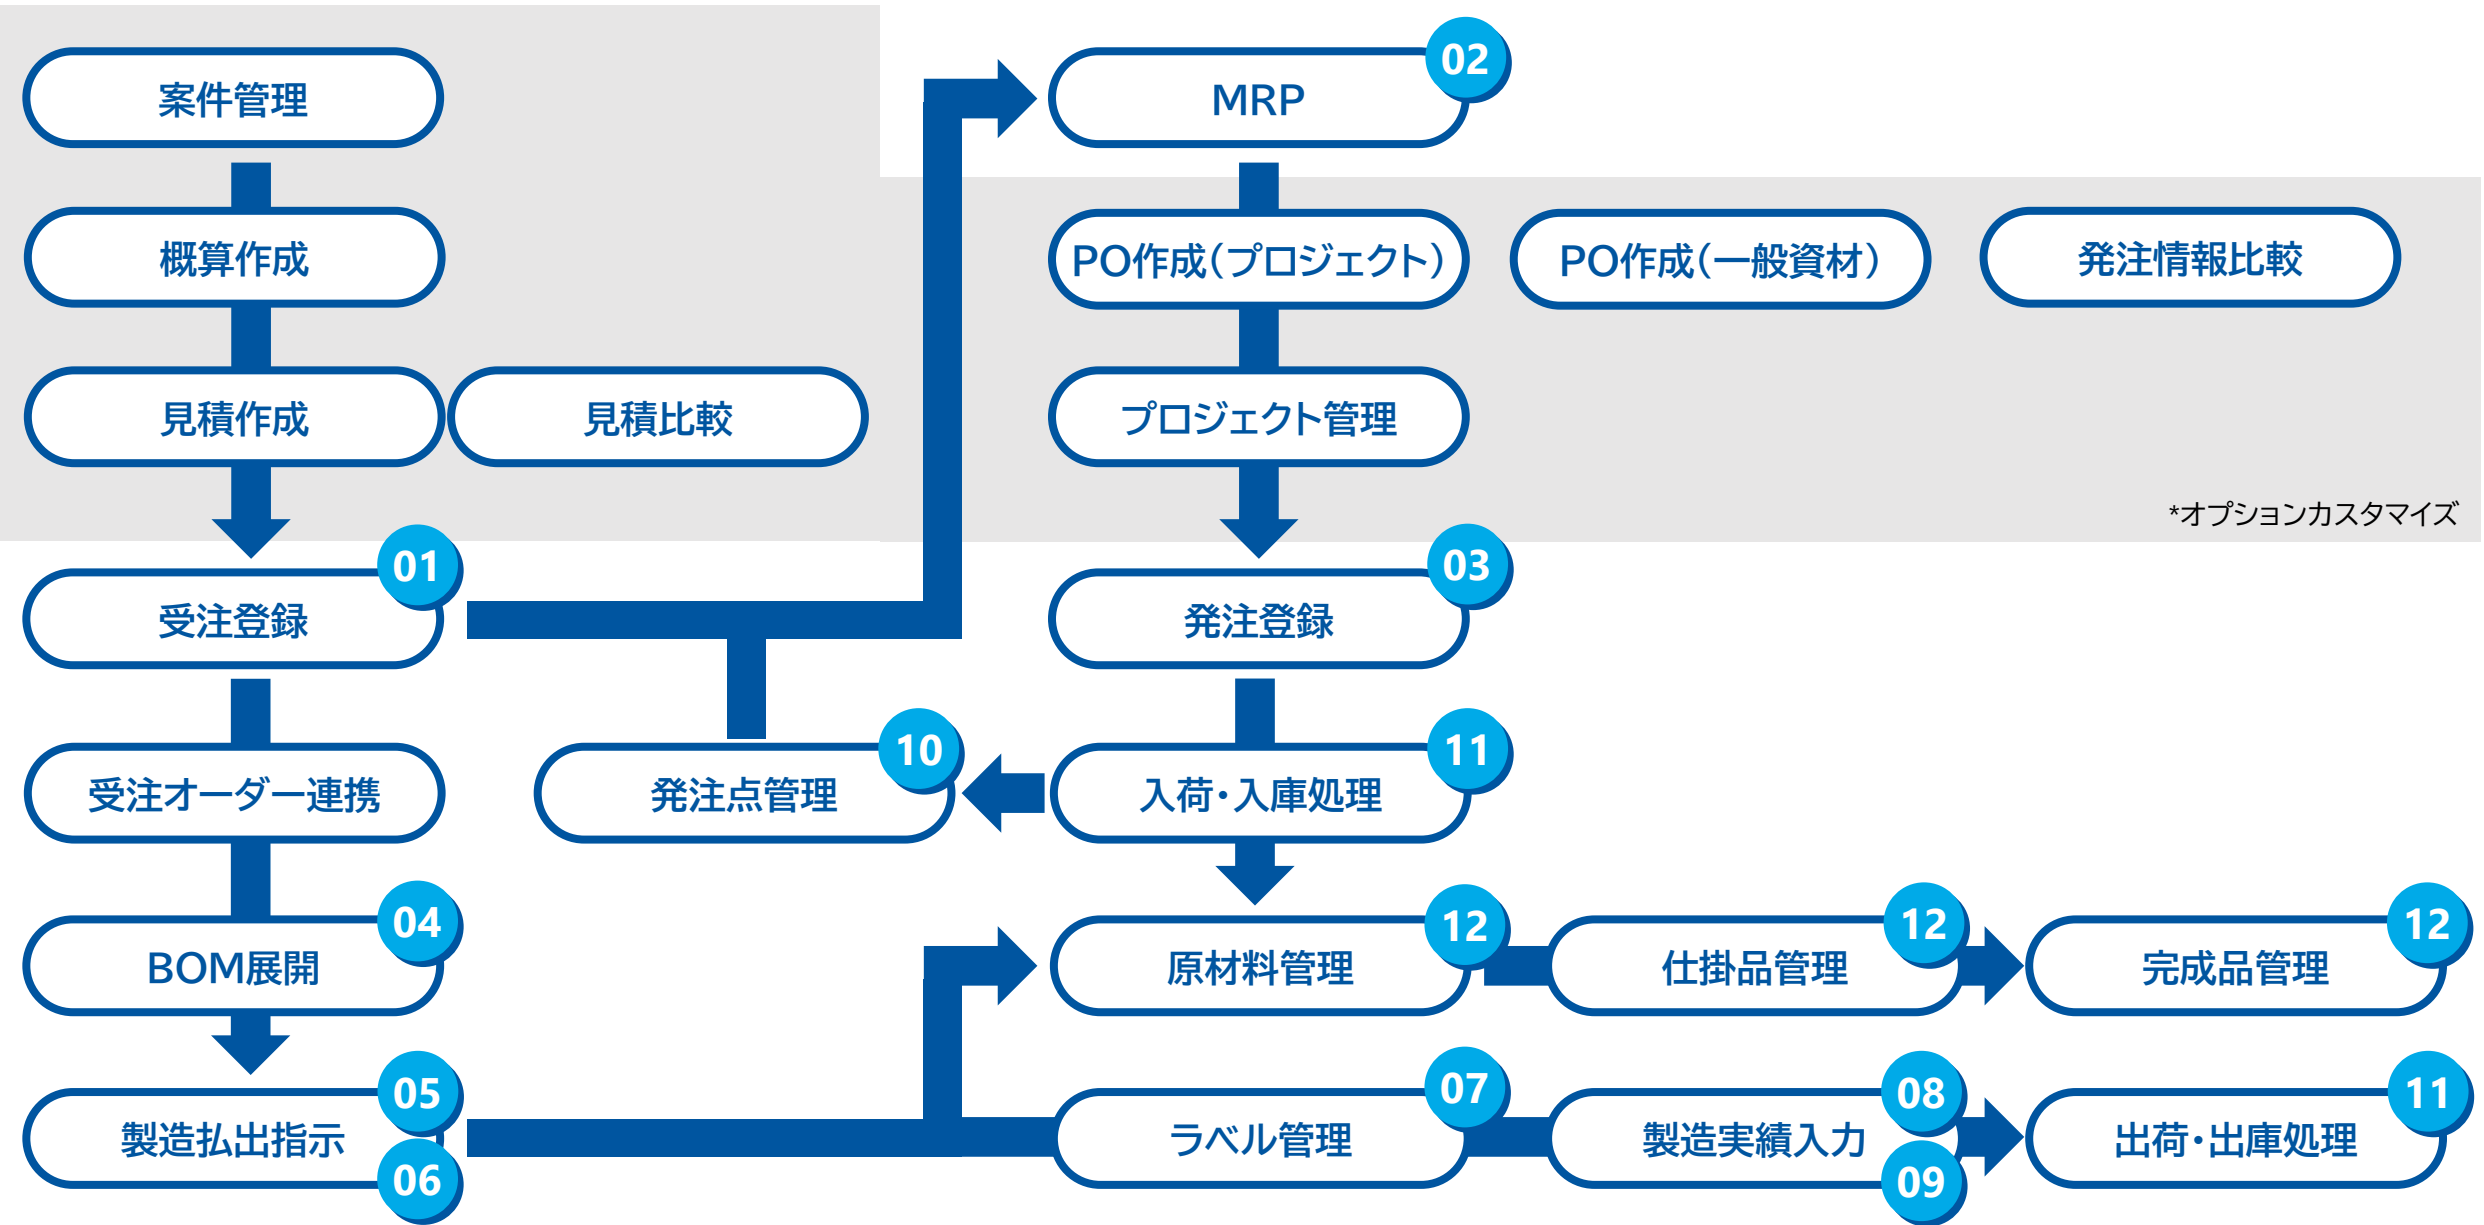 案件管理
概算作成
見積作成
見積比較
02
MRP
PO作成(プロジェクト)
PO作成(一般資材)
発注情報比較
プロジェクト管理
*オプションカスタマイズ
01
受注登録
03
発注登録
受注オーダー連携
10
発注点管理
11
入荷・入庫処理
04
BOM展開
12
原材料管理
12
仕掛品管理
12
完成品管理
05
製造払出指示
06
07
ラベル管理
08
製造実績入力
09
11
出荷・出庫処理